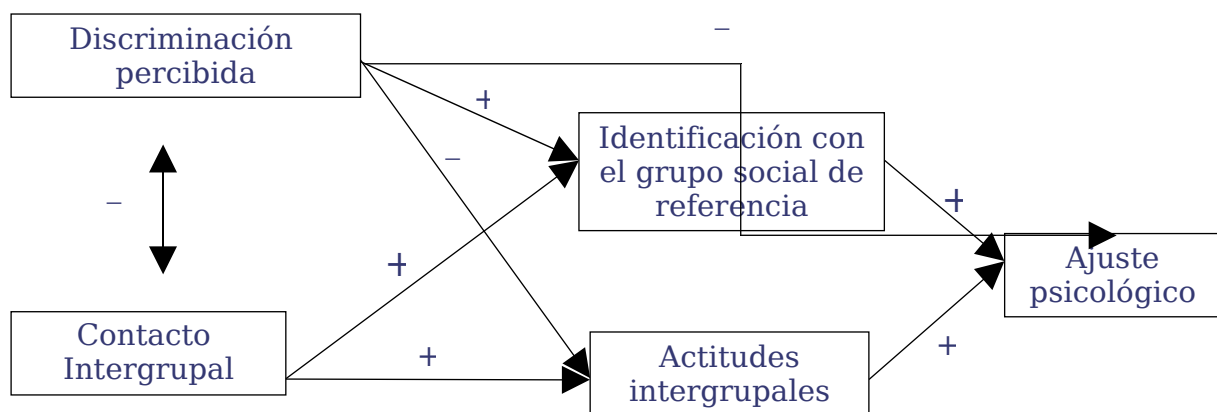 Discriminación
percibida
–
+
Identificación con
el grupo social de
referencia
–
–
+
+
Ajuste
psicológico
Contacto
Intergrupal
+
Actitudes
intergrupales
+